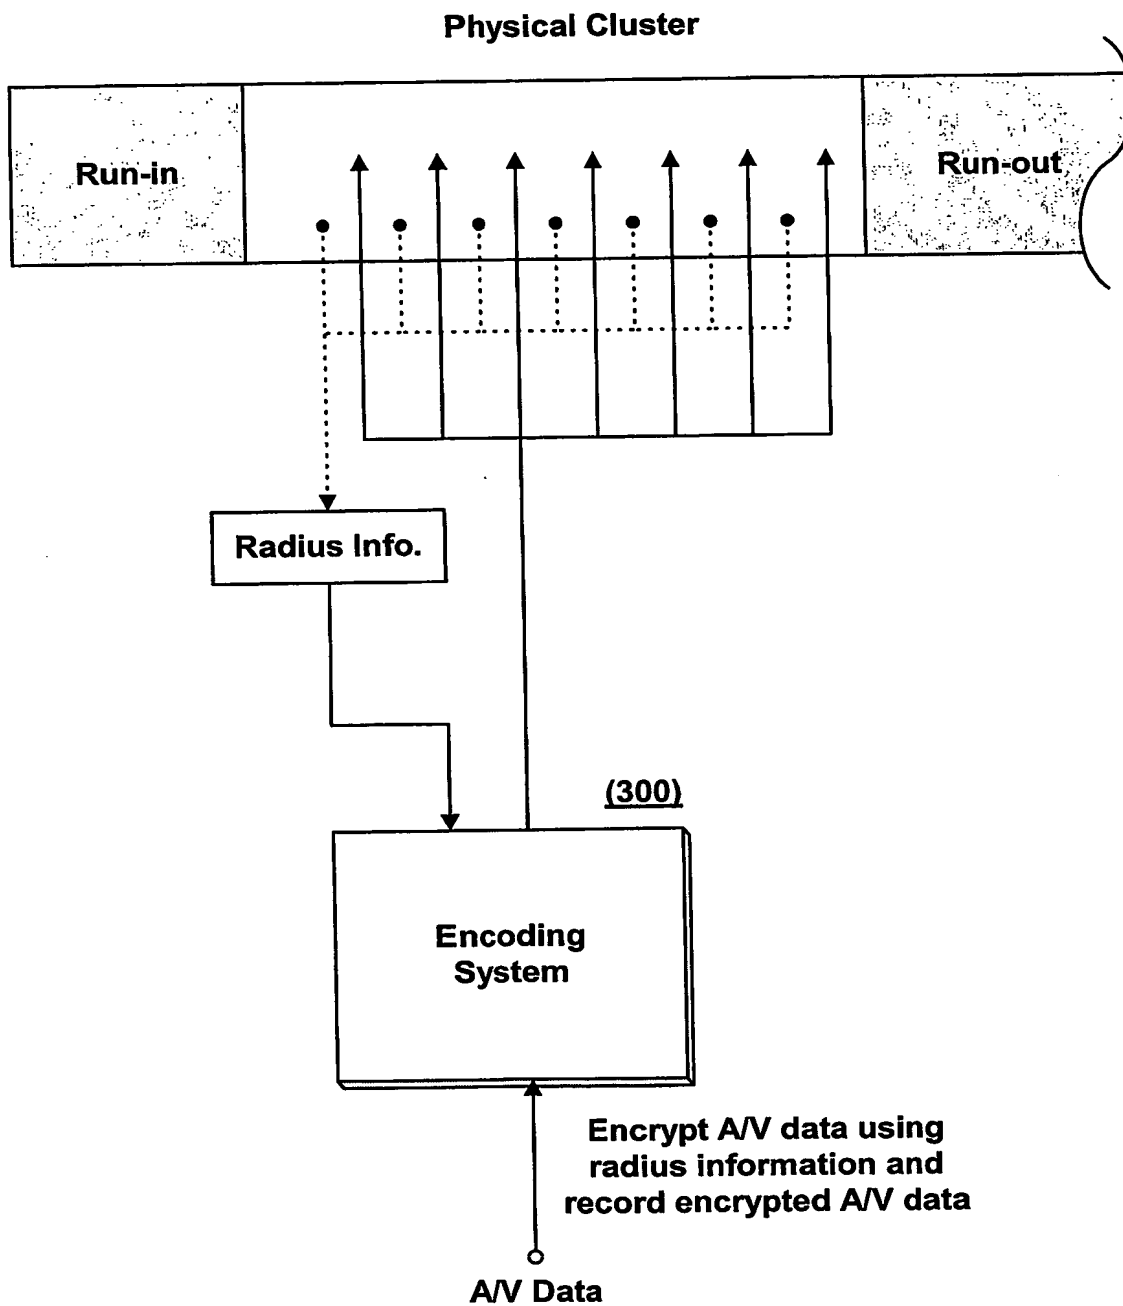 Physical Cluster
Run-in
Run-out
Radius Info.
(300)
Encoding
System
Encrypt A/V data using
radius information and
record encrypted A/V data
A/V Data